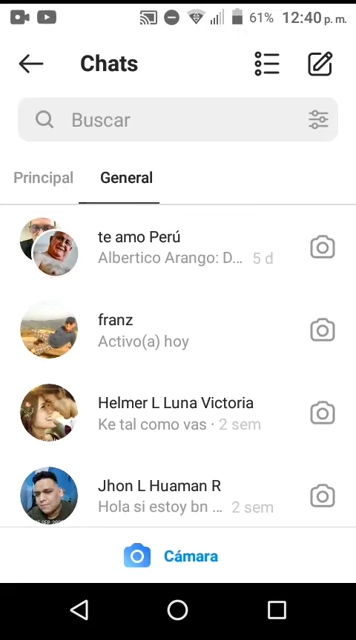 61% 12:40 p. m.
Chats
Buscar
Principal General
te amo Perú
Albertico Arango: D... 5 d
franz
Activo(a) hoy
Helmer L Luna Victoria
Ke tal como vas · 2 sem
Jhon L Huaman R
Hola si estoy bn ... 2 sem
Cámara